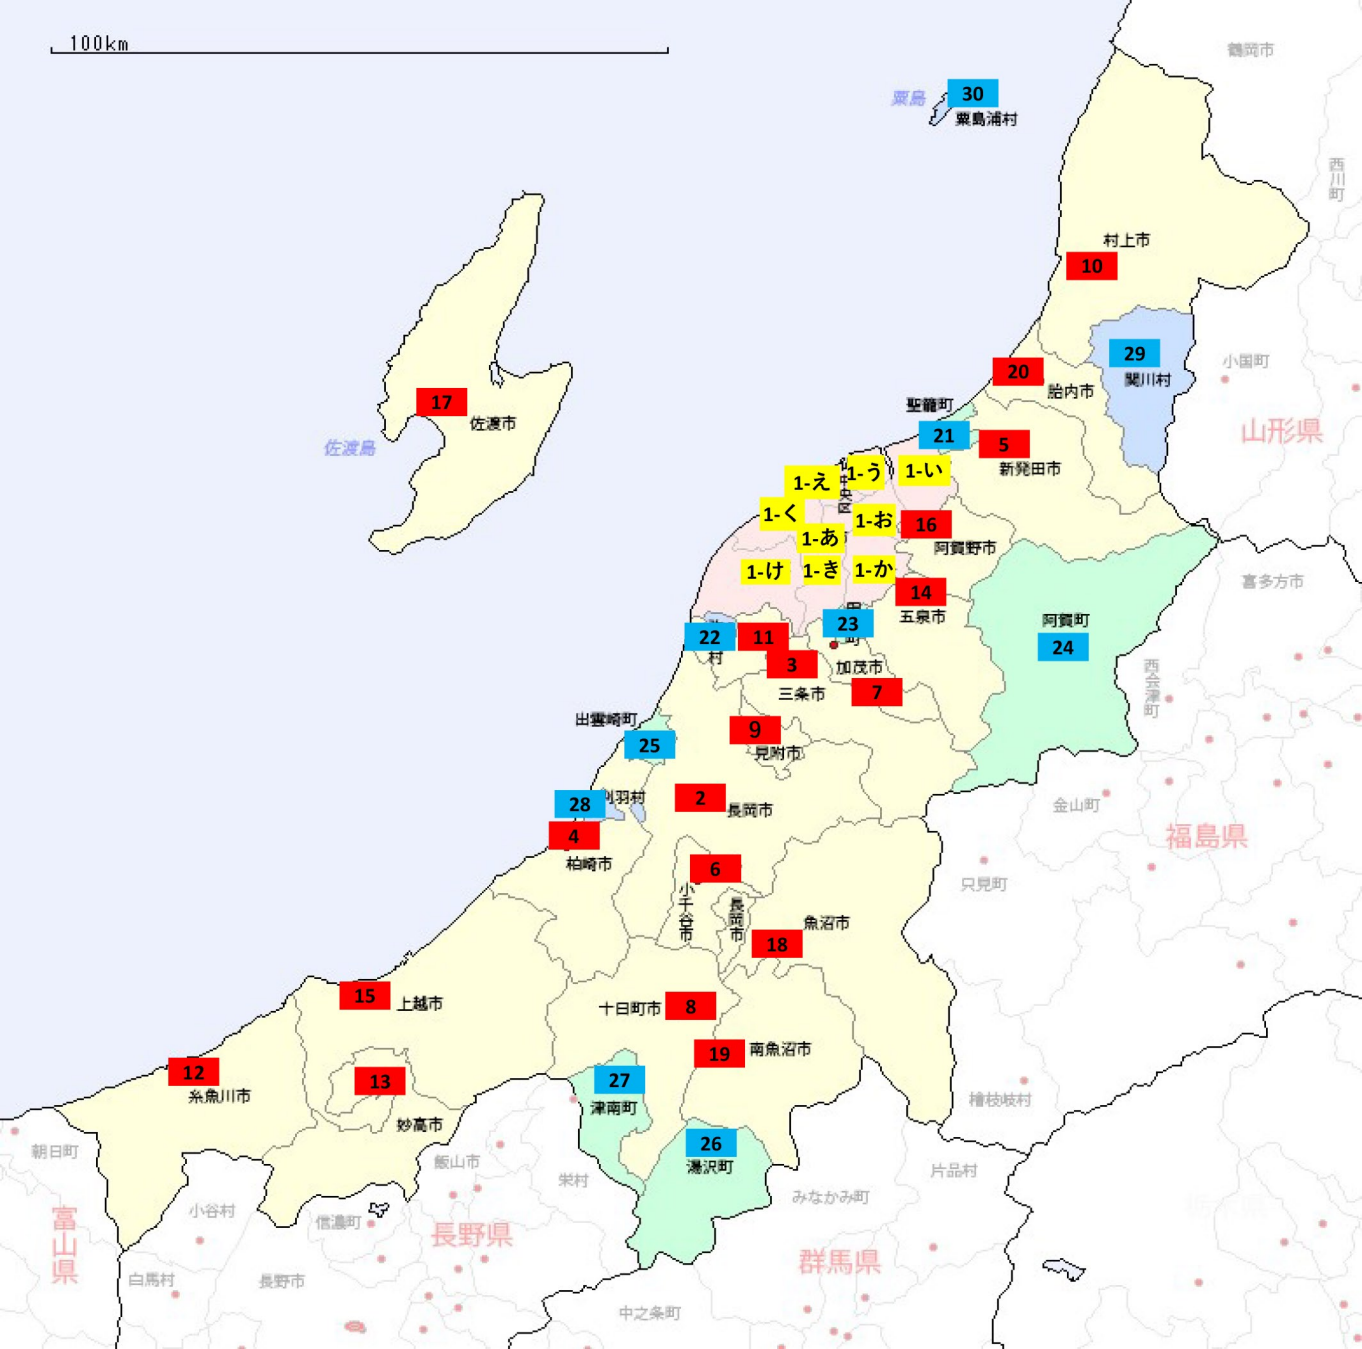 100km
鶴岡市
30
粟島
粟島浦村
西川町
村上市
10
17
佐渡市
佐渡島
29
関川村
小国町
山形県
20
胎内市
聖籠町
21
5
新発田市
1-え
1-う
1-い
中央区
1-く
1-お
16
1-あ
阿賀野市
1-け
1-き
1-か
14
五泉市
喜多方市
阿賀町
24
西会津町
22
村
11
23
町
3
加茂市
三条市
7
出雲崎町
25
9
見附市
28
刈羽村
2
長岡市
4
柏崎市
金山町
福島県
只見町
6
小千谷市
長岡市
18
魚沼市
15
上越市
十日町市
8
19
南魚沼市
12
糸魚川市
13
妙高市
27
津南町
26
湯沢町
檜枝岐村
朝日町
飯山市
栄村
片品村
みなかみ町
小谷村
信濃町
富山県
長野県
群馬県
白馬村
長野市
中之条町